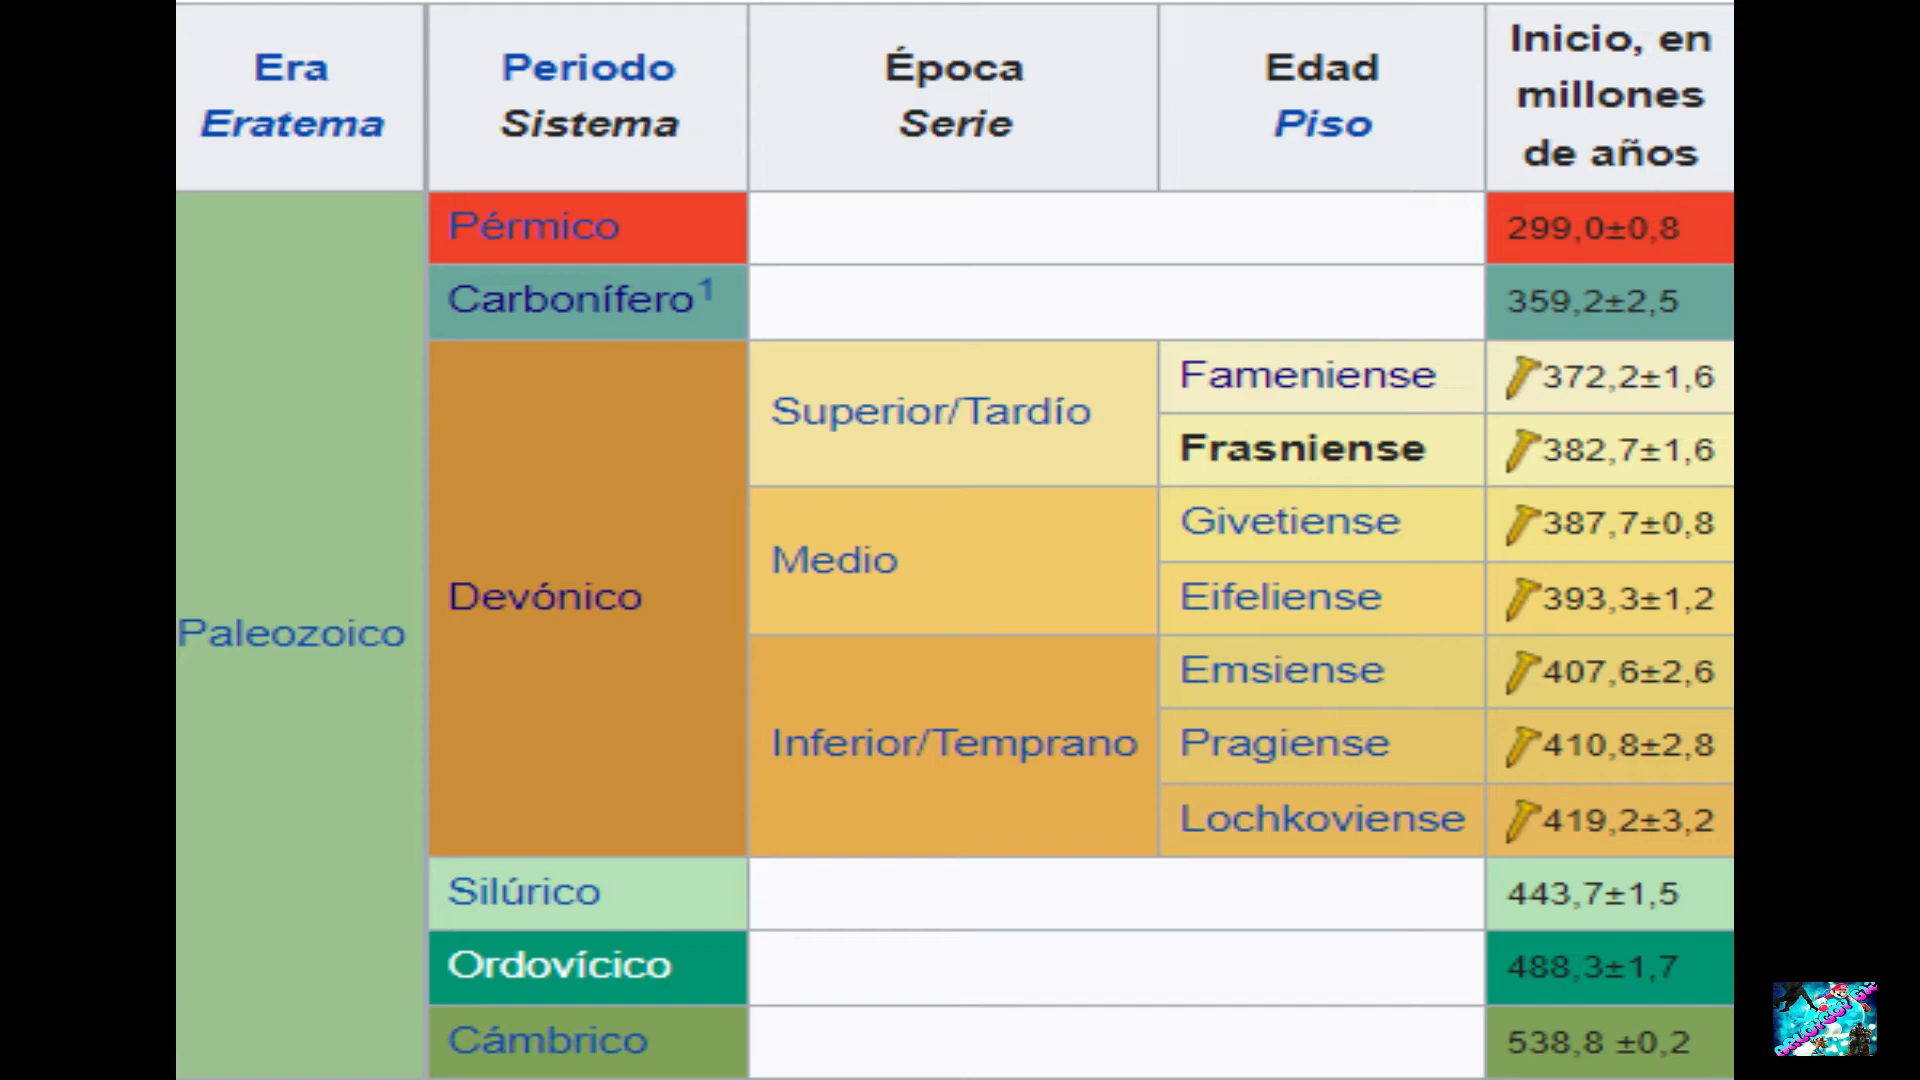 Era
Eratema
Periodo
Sistema
Época
Serie
Edad
Piso
Inicio, en
millones
de años
Paleozoico
Pérmico
299,0±0,8
Carbonífero1
359,2±2,5
Devónico
Superior/Tardío
Fameniense
372,2±1,6
Frasniense
382,7±1,6
Medio
Givetiense
387,7±0,8
Eifeliense
393,3±1,2
Inferior/Temprano
Emsiense
407,6±2,6
Pragiense
410,8±2,8
Lochkoviense
419,2±3,2
Silúrico
443,7±1,5
Ordovícico
488,3±1,7
Cámbrico
538,8 ±0,2